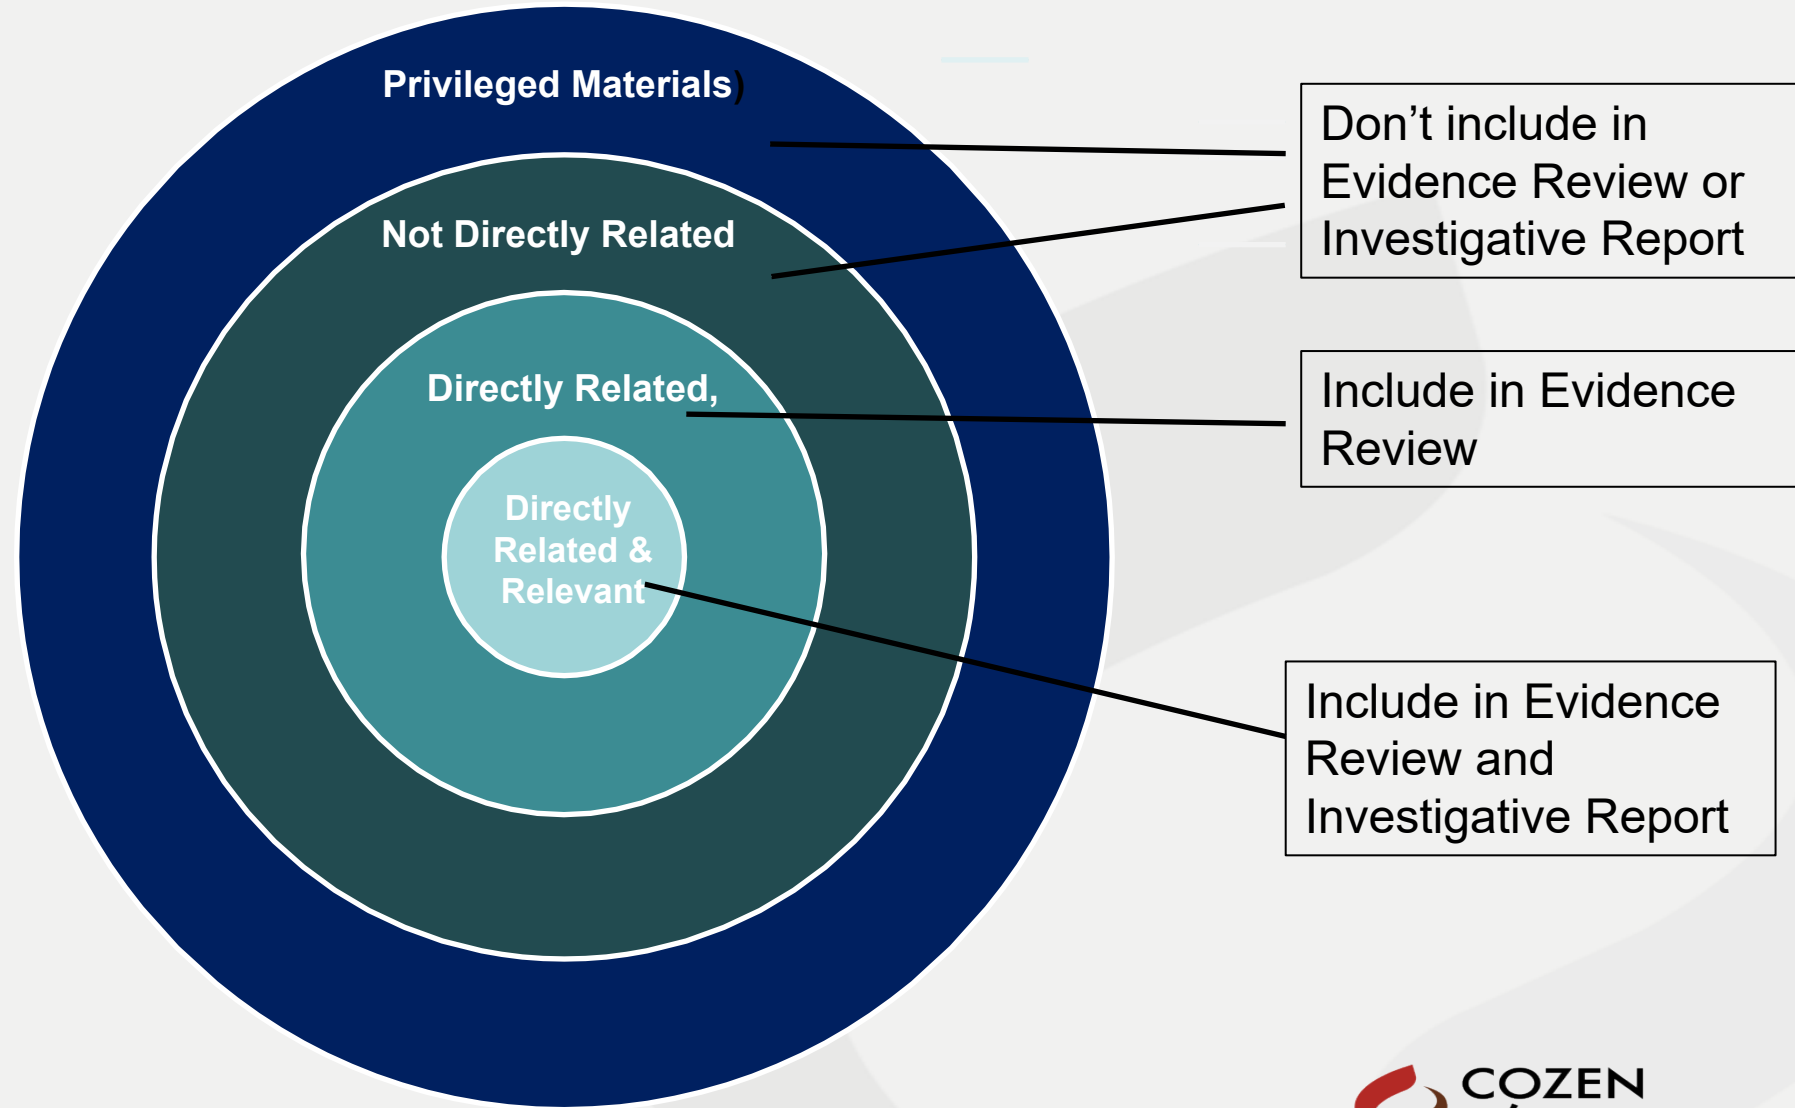 Privileged Materials)
Not Directly Related
Directly Related,
Directly
Related &
Relevant
Don’t include in
Evidence Review or
Investigative Report
Include in Evidence
Review
Include in Evidence
Review and
Investigative Report
COZEN